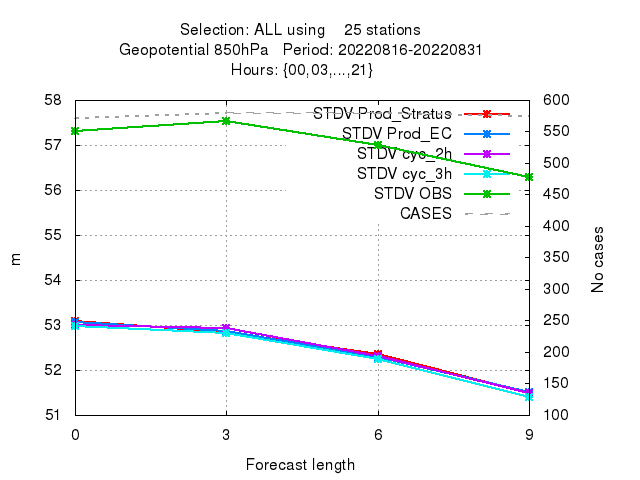 Selection: ALL using    25 stations
Geopotential 850hPa   Period: 20220816-20220831
Hours: {00,03,...,21}
58
57
56
55
54
53
52
51
m
STDV Prod_Stratus
STDV Prod_EC
STDV cyc_2h
STDV cyc_3h
STDV OBS
CASES
600
550
500
450
400
350
300
250
200
150
100
No cases
0 3 6 9
Forecast length